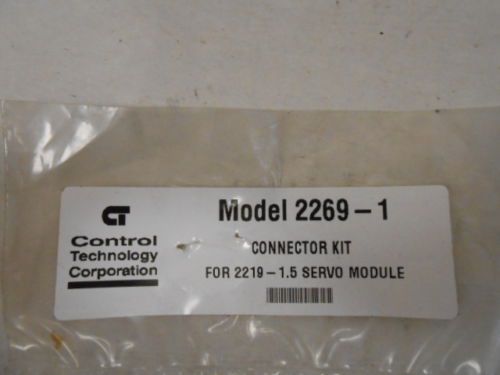 CT
Control
Technology
Corporation
Model 2269-1
CONNECTOR KIT
FOR 2219-1.5 SERVO MODULE